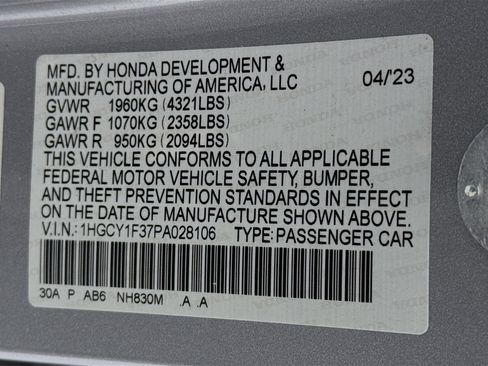 MFD. BY HONDA DEVELOPMENT &
MANUFACTURING OF AMERICA, LLC 04/'23
GVWR 1960KG (4321LBS)
GAWR F 1070KG (2358LBS)
GAWR R 950KG (2094LBS)
THIS VEHICLE CONFORMS TO ALL APPLICABLE
FEDERAL MOTOR VEHICLE SAFETY, BUMPER,
AND THEFT PREVENTION STANDARDS IN EFFECT
ON THE DATE OF MANUFACTURE SHOWN ABOVE.
V.I.N.: 1HGCY1F37PA028106 TYPE: PASSENGER CAR
30A P AB6 NH830M .A .A